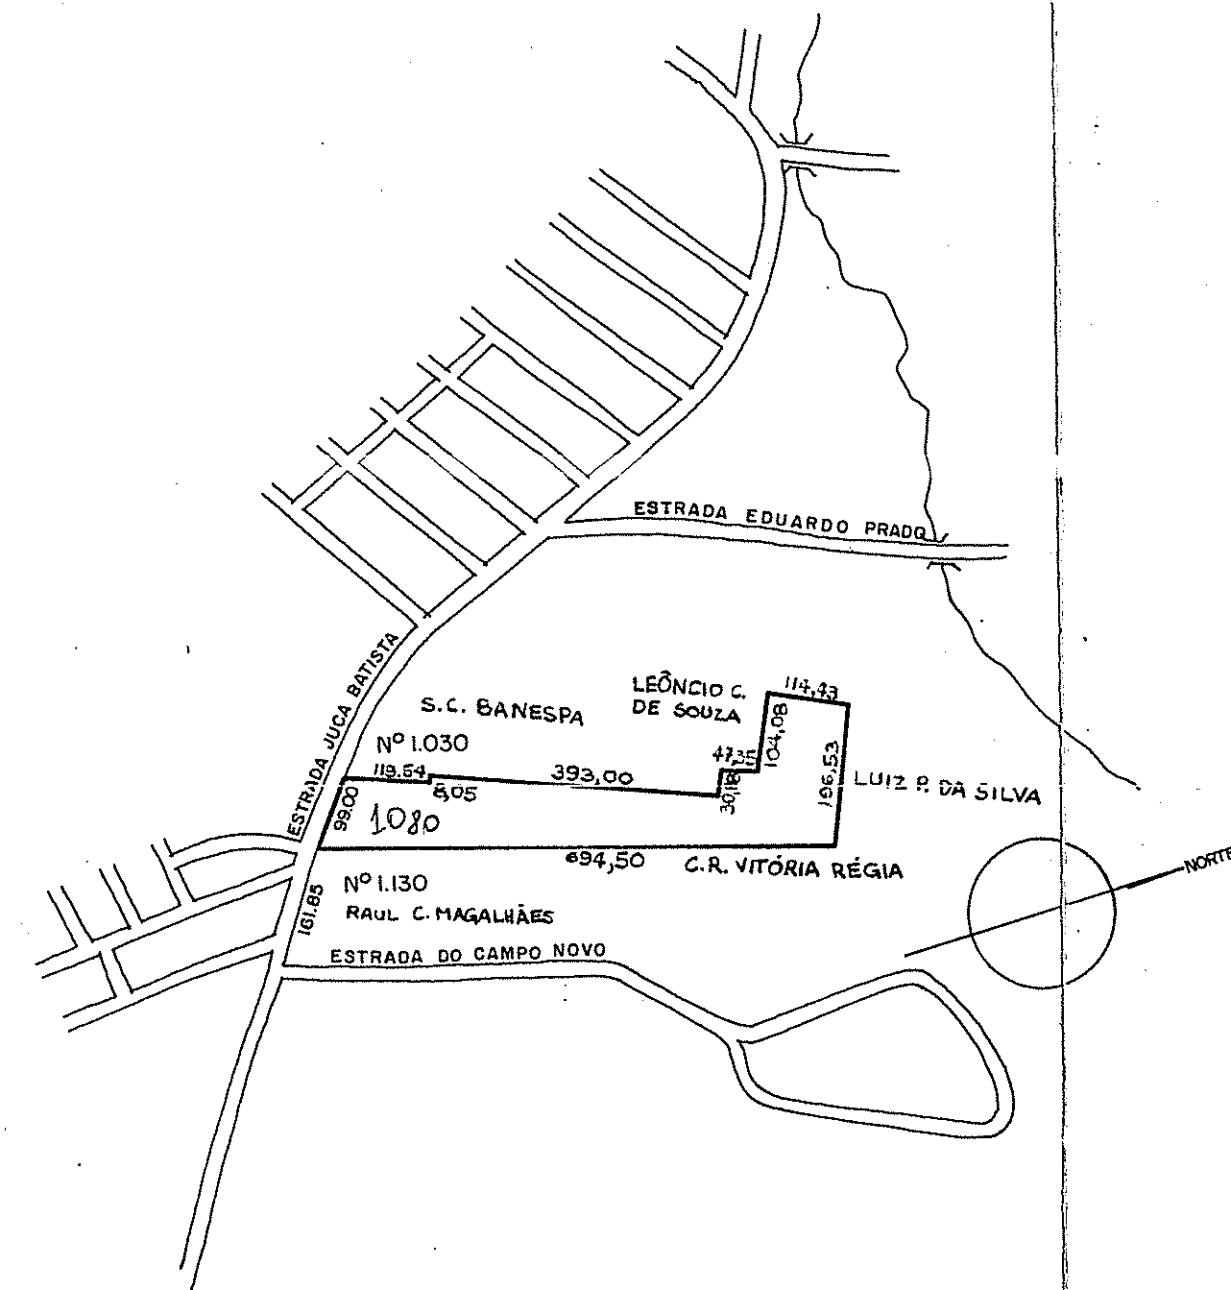 ESTRADA EDUARDO PRADO
ESTRADA JUCA BATISTA
LEÔNCIO C.
DE SOUZA
114,43
S.C. BANESPA
Nº 1.030
104,08
47,35
119.54
8,05
393,00
30,18
196,53
LUIZ P. DA SILVA
99.00
1080
694,50
C.R. VITÓRIA RÉGIA
NORTE
161.85
Nº 1.130
RAUL C. MAGALHÃES
ESTRADA DO CAMPO NOVO